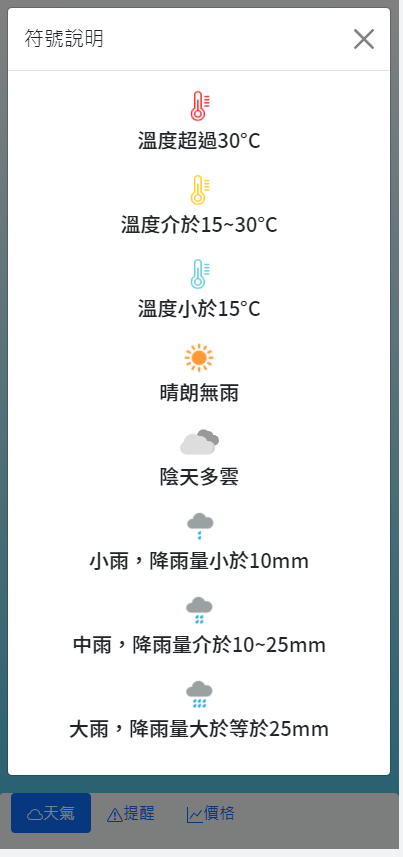 符號說明
溫度超過30°C
溫度介於15~30°C
溫度小於15°C
晴朗無雨
陰天多雲
小雨，降雨量小於10mm
中雨，降雨量介於10~25mm
大雨，降雨量大於等於25mm
天氣 提醒 價格